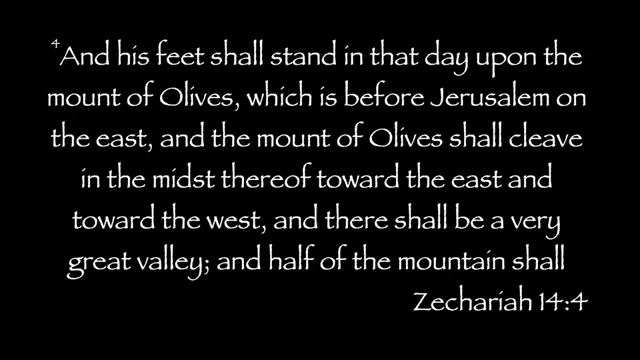 ⁴And his feet shall stand in that day upon the
mount of Olives, which is before Jerusalem on
the east, and the mount of Olives shall cleave
in the midst thereof toward the east and
toward the west, and there shall be a very
great valley; and half of the mountain shall
Zechariah 14:4